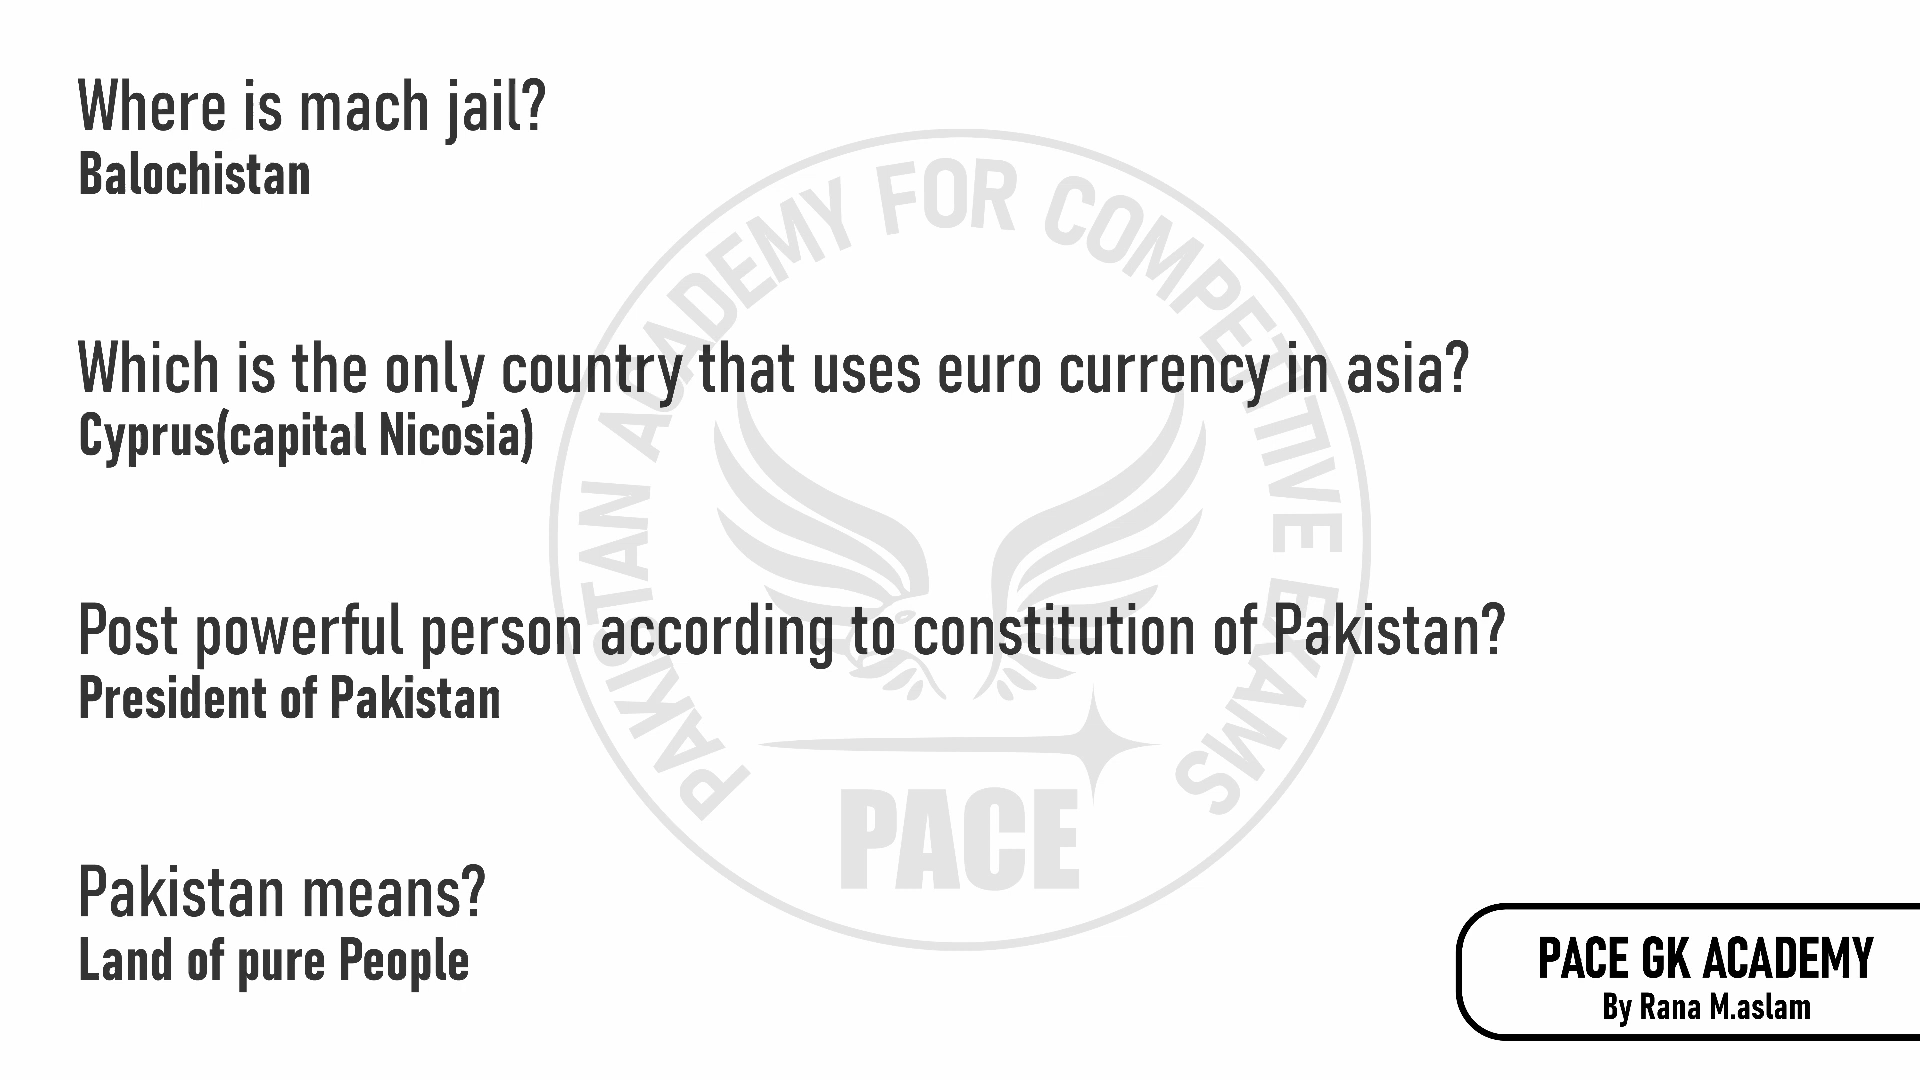 Where is mach jail?
Balochistan
Which is the only country that uses euro currency in asia?
Cyprus(capital Nicosia)
Post powerful person according to constitution of Pakistan?
President of Pakistan
Pakistan means?
Land of pure People
PAKISTAN ACADEMY FOR COMPETITIVE EXAMS
PACE
PACE GK ACADEMY
By Rana M.aslam